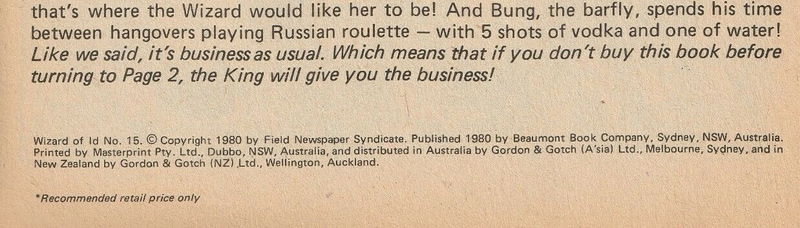 that's where the Wizard would like her to be! And Bung, the barfly, spends his time
between hangovers playing Russian roulette — with 5 shots of vodka and one of water!
Like we said, it's business as usual. Which means that if you don't buy this book before
turning to Page 2, the King will give you the business!
Wizard of Id No. 15. © Copyright 1980 by Field Newspaper Syndicate. Published 1980 by Beaumont Book Company, Sydney, NSW, Australia.
Printed by Masterprint Pty. Ltd., Dubbo, NSW, Australia, and distributed in Australia by Gordon & Gotch (A'sia) Ltd., Melbourne, Sydney, and in
New Zealand by Gordon & Gotch (NZ) Ltd., Wellington, Auckland.
*Recommended retail price only